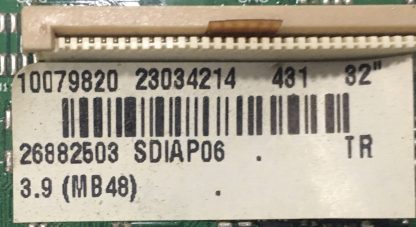 10079820 23034214 431 32"
26882503 SDIAP06 . TR
3.9 (MB48) .